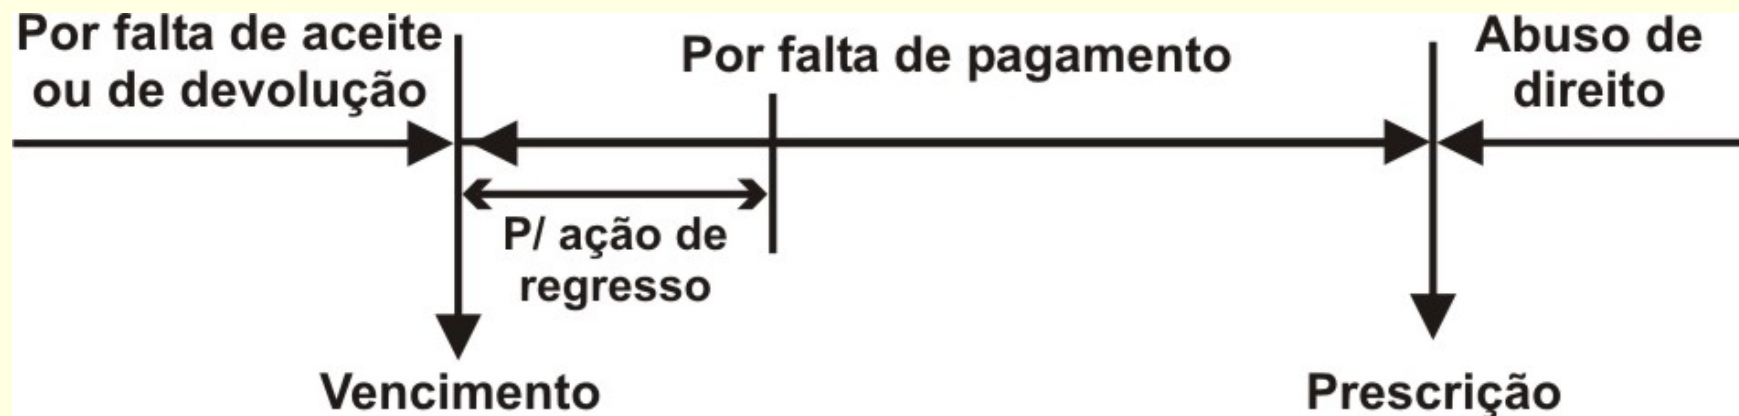 Por falta de aceite
ou de devolução
Por falta de pagamento
Abuso de
direito
P/ ação de
regresso
Vencimento
Prescrição